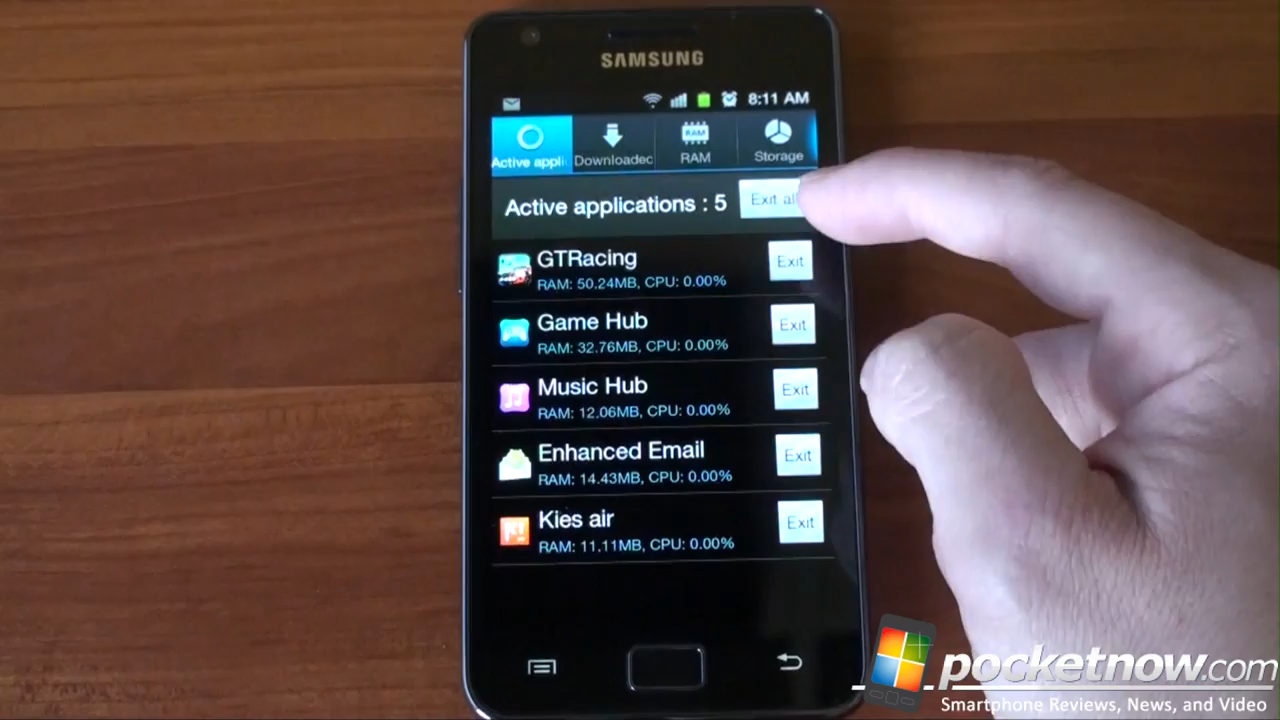 SAMSUNG
8:11 AM
Active appli
Downloaded
RAM
RAM
Storage
Active applications : 5
Exit all
GTRacing
RAM: 50.24MB, CPU: 0.00%
Exit
Game Hub
RAM: 32.76MB, CPU: 0.00%
Exit
Music Hub
RAM: 12.06MB, CPU: 0.00%
Exit
Enhanced Email
RAM: 14.43MB, CPU: 0.00%
Exit
Kies air
RAM: 11.11MB, CPU: 0.00%
Exit
pocketnow.com
Smartphone Reviews, News, and Video